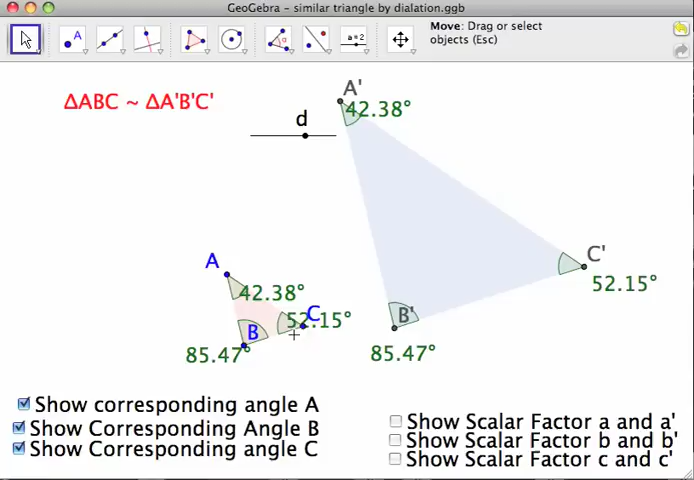 GeoGebra - similar triangle by dialation.ggb
A
a = 2
Move: Drag or select
objects (Esc)
ΔABC ~ ΔA'B'C'
d
A'
42.38°
C'
52.15°
B'
85.47°
A
42.38°
C
52.15°
B
85.47°
Show corresponding angle A
Show Corresponding Angle B
Show Corresponding angle C
Show Scalar Factor a and a'
Show Scalar Factor b and b'
Show Scalar Factor c and c'